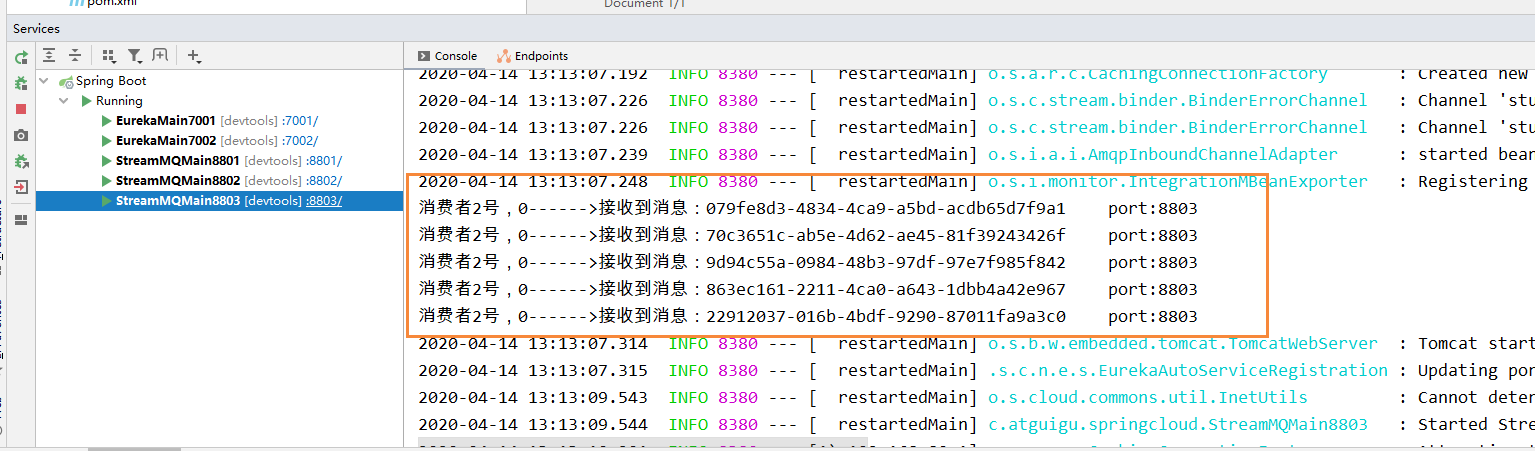 pom.xml
Document 1/1
Services
Console Endpoints
2020-04-14 13:13:07.192 INFO 8380 --- [ restartedMain] o.s.a.r.c.CachingConnectionFactory : Created new
Spring Boot
2020-04-14 13:13:07.226 INFO 8380 --- [ restartedMain] o.s.c.stream.binder.BinderErrorChannel : Channel 'stu
Running
EurekaMain7001 [devtools] :7001/
2020-04-14 13:13:07.226 INFO 8380 --- [ restartedMain] o.s.c.stream.binder.BinderErrorChannel : Channel 'stu
EurekaMain7002 [devtools] :7002/
2020-04-14 13:13:07.239 INFO 8380 --- [ restartedMain] o.s.i.a.i.AmqpInboundChannelAdapter : started bean
StreamMQMain8801 [devtools] :8801/
StreamMQMain8802 [devtools] :8802/
2020-04-14 13:13:07.248 INFO 8380 --- [ restartedMain] o.s.i.monitor.IntegrationMBeanExporter : Registering
StreamMQMain8803 [devtools] :8803/
消费者2号，0------>接收到消息：079fe8d3-4834-4ca9-a5bd-acdb65d7f9a1 port:8803
消费者2号，0------>接收到消息：70c3651c-ab5e-4d62-ae45-81f39243426f port:8803
消费者2号，0------>接收到消息：9d94c55a-0984-48b3-97df-97e7f985f842 port:8803
消费者2号，0------>接收到消息：863ec161-2211-4ca0-a643-1dbb4a42e967 port:8803
消费者2号，0------>接收到消息：22912037-016b-4bdf-9290-87011fa9a3c0 port:8803
2020-04-14 13:13:07.314 INFO 8380 --- [ restartedMain] o.s.b.w.embedded.tomcat.TomcatWebServer : Tomcat start
2020-04-14 13:13:07.315 INFO 8380 --- [ restartedMain] .s.c.n.e.s.EurekaAutoServiceRegistration : Updating por
2020-04-14 13:13:09.543 INFO 8380 --- [ restartedMain] o.s.cloud.commons.util.InetUtils : Cannot deter
2020-04-14 13:13:09.544 INFO 8380 --- [ restartedMain] c.atguigu.springcloud.StreamMQMain8803 : Started Stre